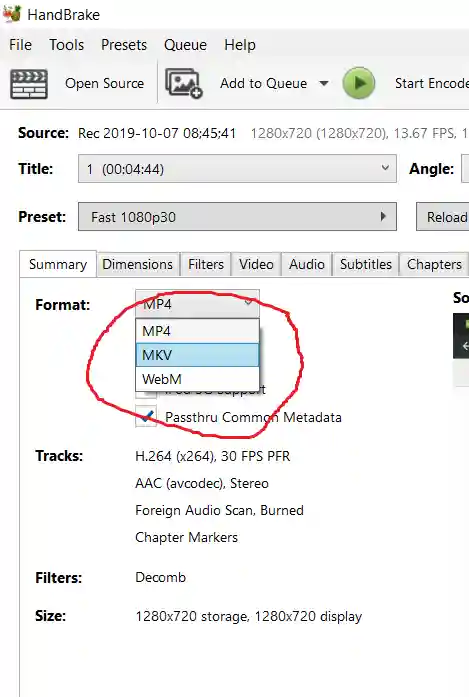 HandBrake
File Tools Presets Queue Help
Open Source Add to Queue Start Encode
Source: Rec 2019-10-07 08;45;41 1280x720 (1280x720), 13.67 FPS, 1
Title: 1 (00:04:44) Angle:
Preset: Fast 1080p30 Reload
Summary Dimensions Filters Video Audio Subtitles Chapters
Format: MP4 So
MP4
MKV
WebM
Passthru Common Metadata
Tracks: H.264 (x264), 30 FPS PFR
AAC (avcodec), Stereo
Foreign Audio Scan, Burned
Chapter Markers
Filters: Decomb
Size: 1280x720 storage, 1280x720 display